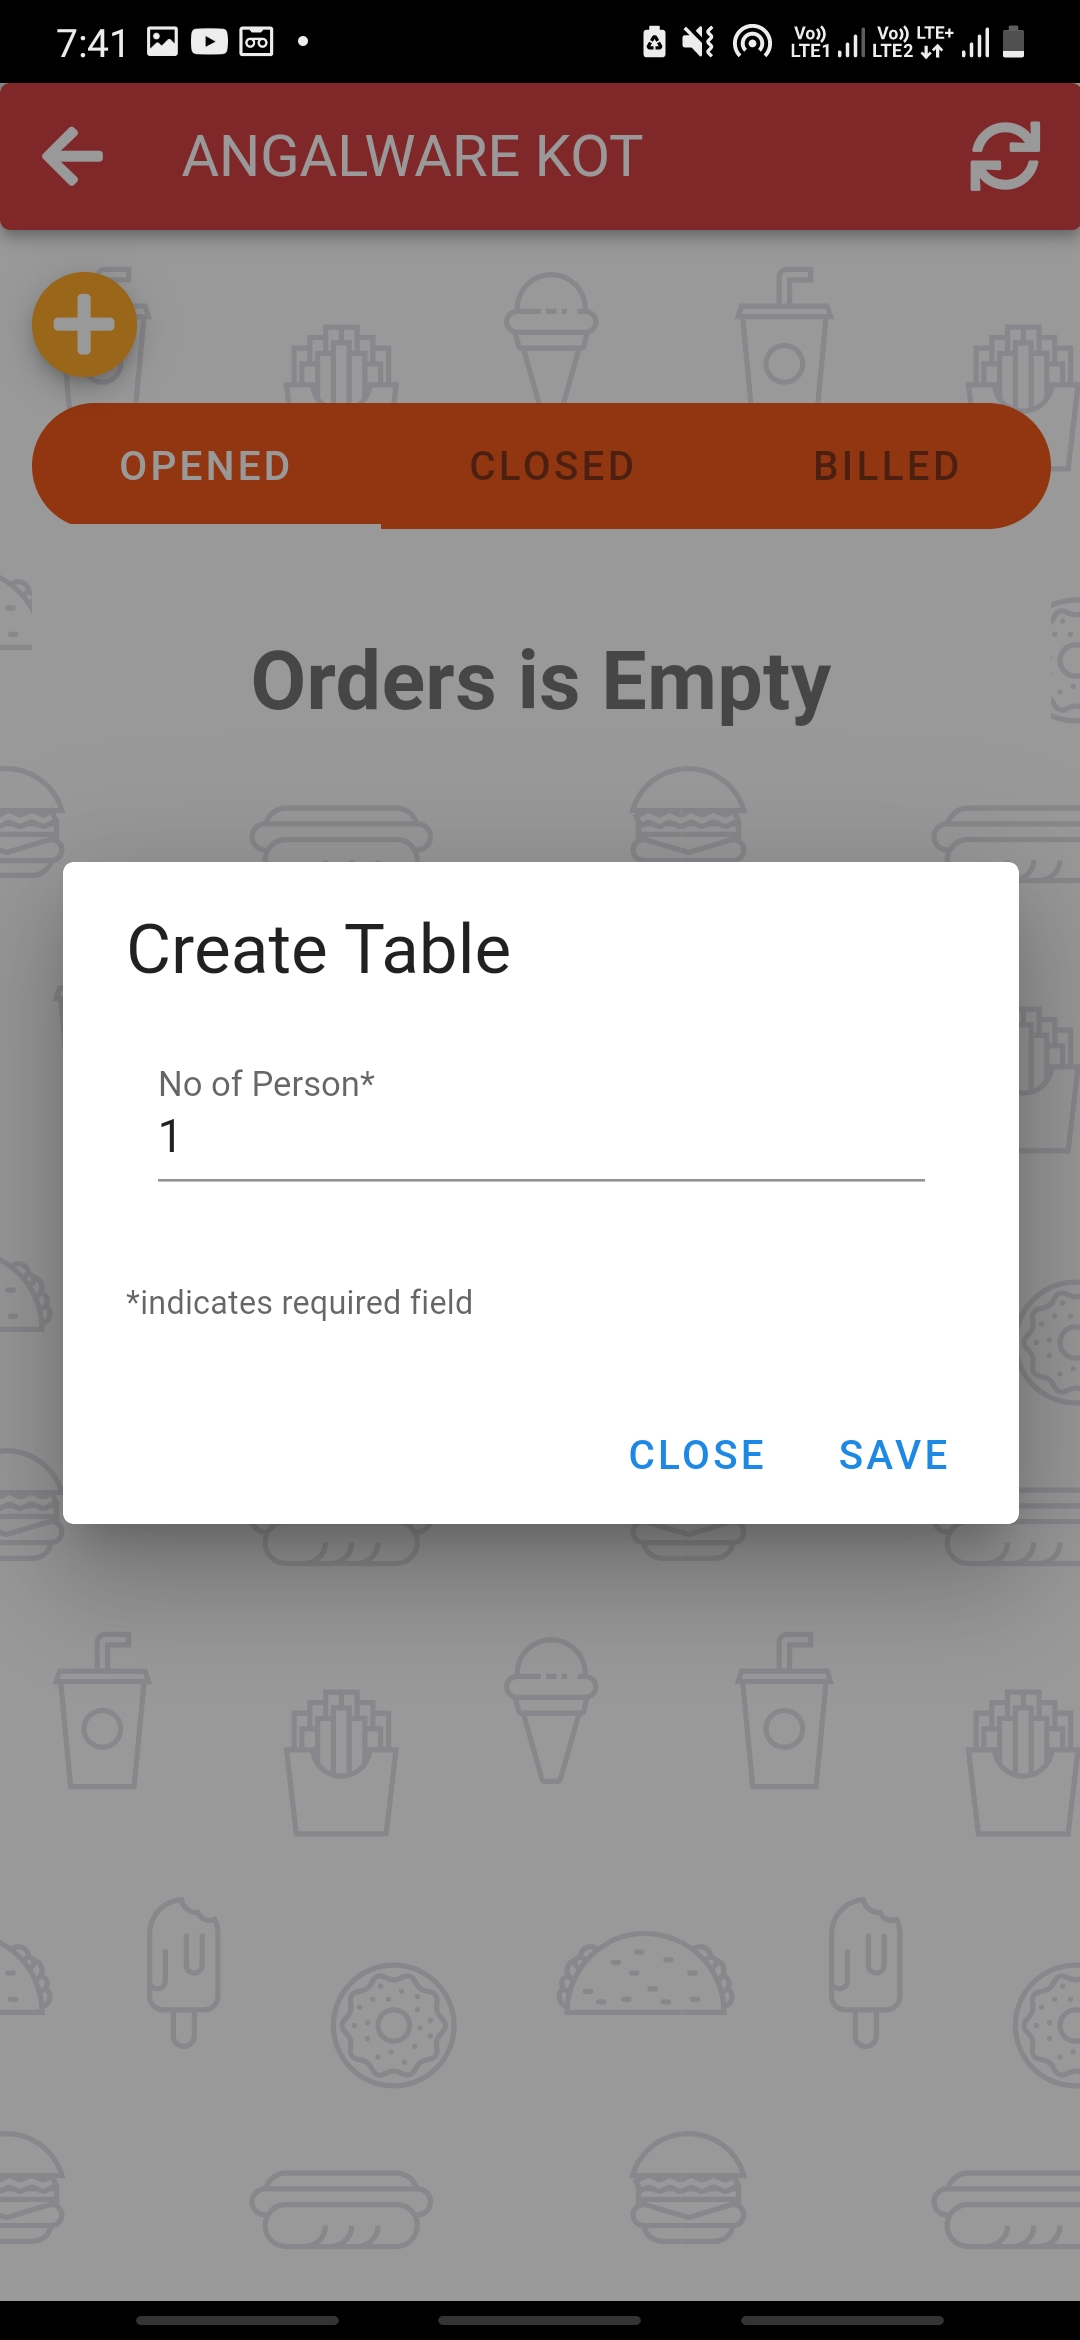 7:41
Vo)) LTE1 Vo)) LTE+ LTE2
ANGALWARE KOT
OPENED CLOSED BILLED
Orders is Empty
Create Table
No of Person*
1
*indicates required field
CLOSE SAVE